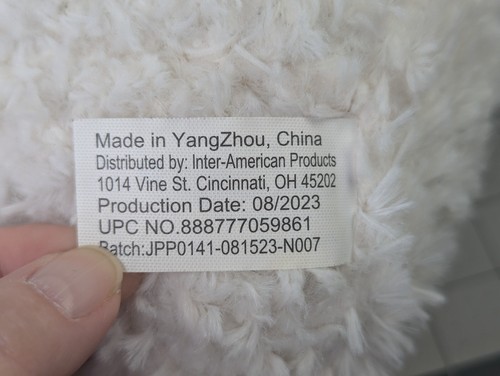 Made in YangZhou, China
Distributed by: Inter-American Products
1014 Vine St. Cincinnati, OH 45202
Production Date: 08/2023
UPC NO.888777059861
Batch:JPP0141-081523-N007